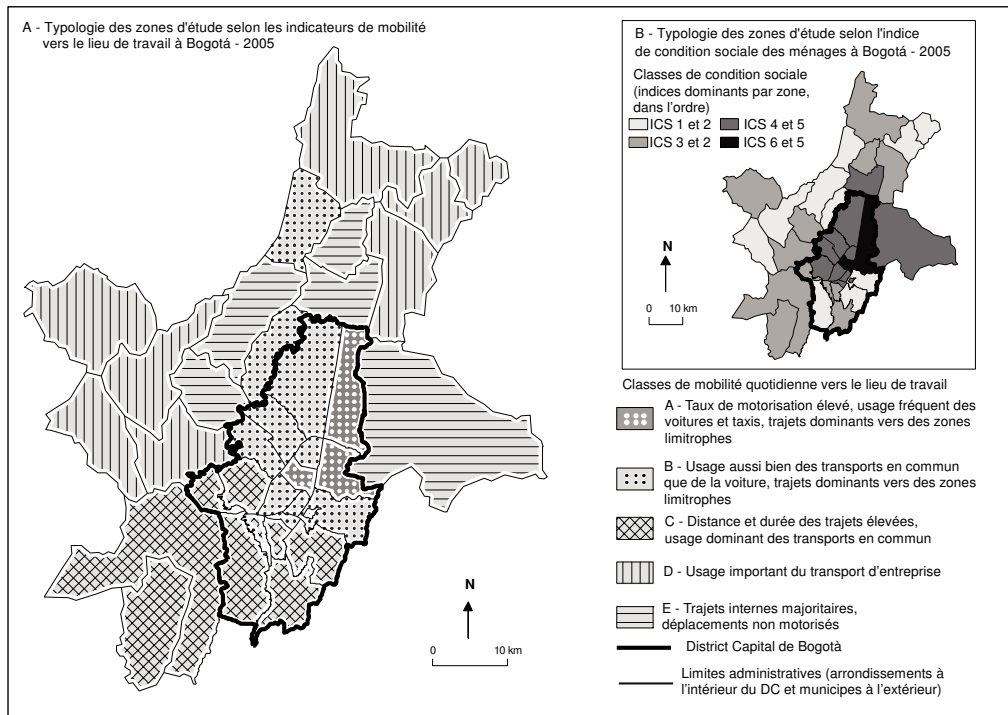 A - Typologie des zones d'étude selon les indicateurs de mobilité
vers le lieu de travail à Bogotá - 2005
N
0 10 km
B - Typologie des zones d'étude selon l'indice
de condition sociale des ménages à Bogotá - 2005
Classes de condition sociale
(indices dominants par zone,
dans l'ordre)
ICS 1 et 2 ICS 4 et 5
ICS 3 et 2 ICS 6 et 5
N
0 10 km
Classes de mobilité quotidienne vers le lieu de travail
A - Taux de motorisation élevé, usage fréquent des
voitures et taxis, trajets dominants vers des zones
limitrophes
B - Usage aussi bien des transports en commun
que de la voiture, trajets dominants vers des zones
limitrophes
C - Distance et durée des trajets élevées,
usage dominant des transports en commun
D - Usage important du transport d'entreprise
E - Trajets internes majoritaires,
déplacements non motorisés
District Capital de Bogotà
Limites administratives (arrondissements à
l'intérieur du DC et municipes à l'extérieur)